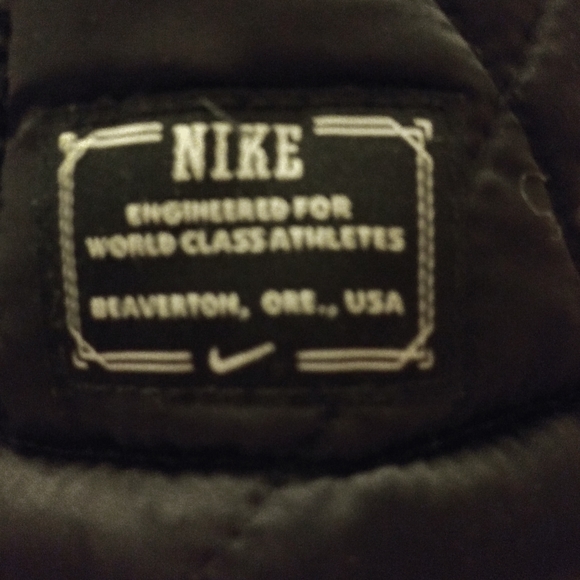 NIKE
ENGINEERED FOR
WORLD CLASS ATHLETES
BEAVERTON, ORE., USA